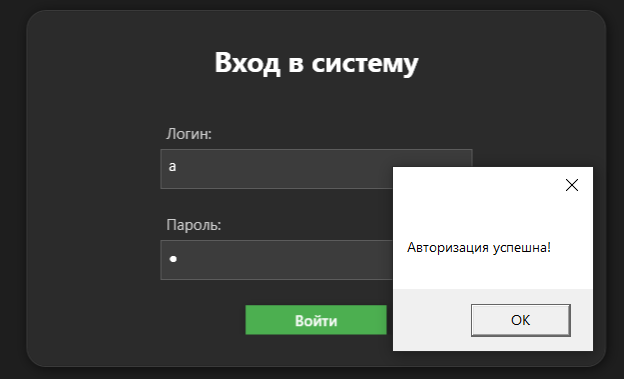 Вход в систему
Логин:
a
Пароль:
●
Авторизация успешна!
Войти
OK